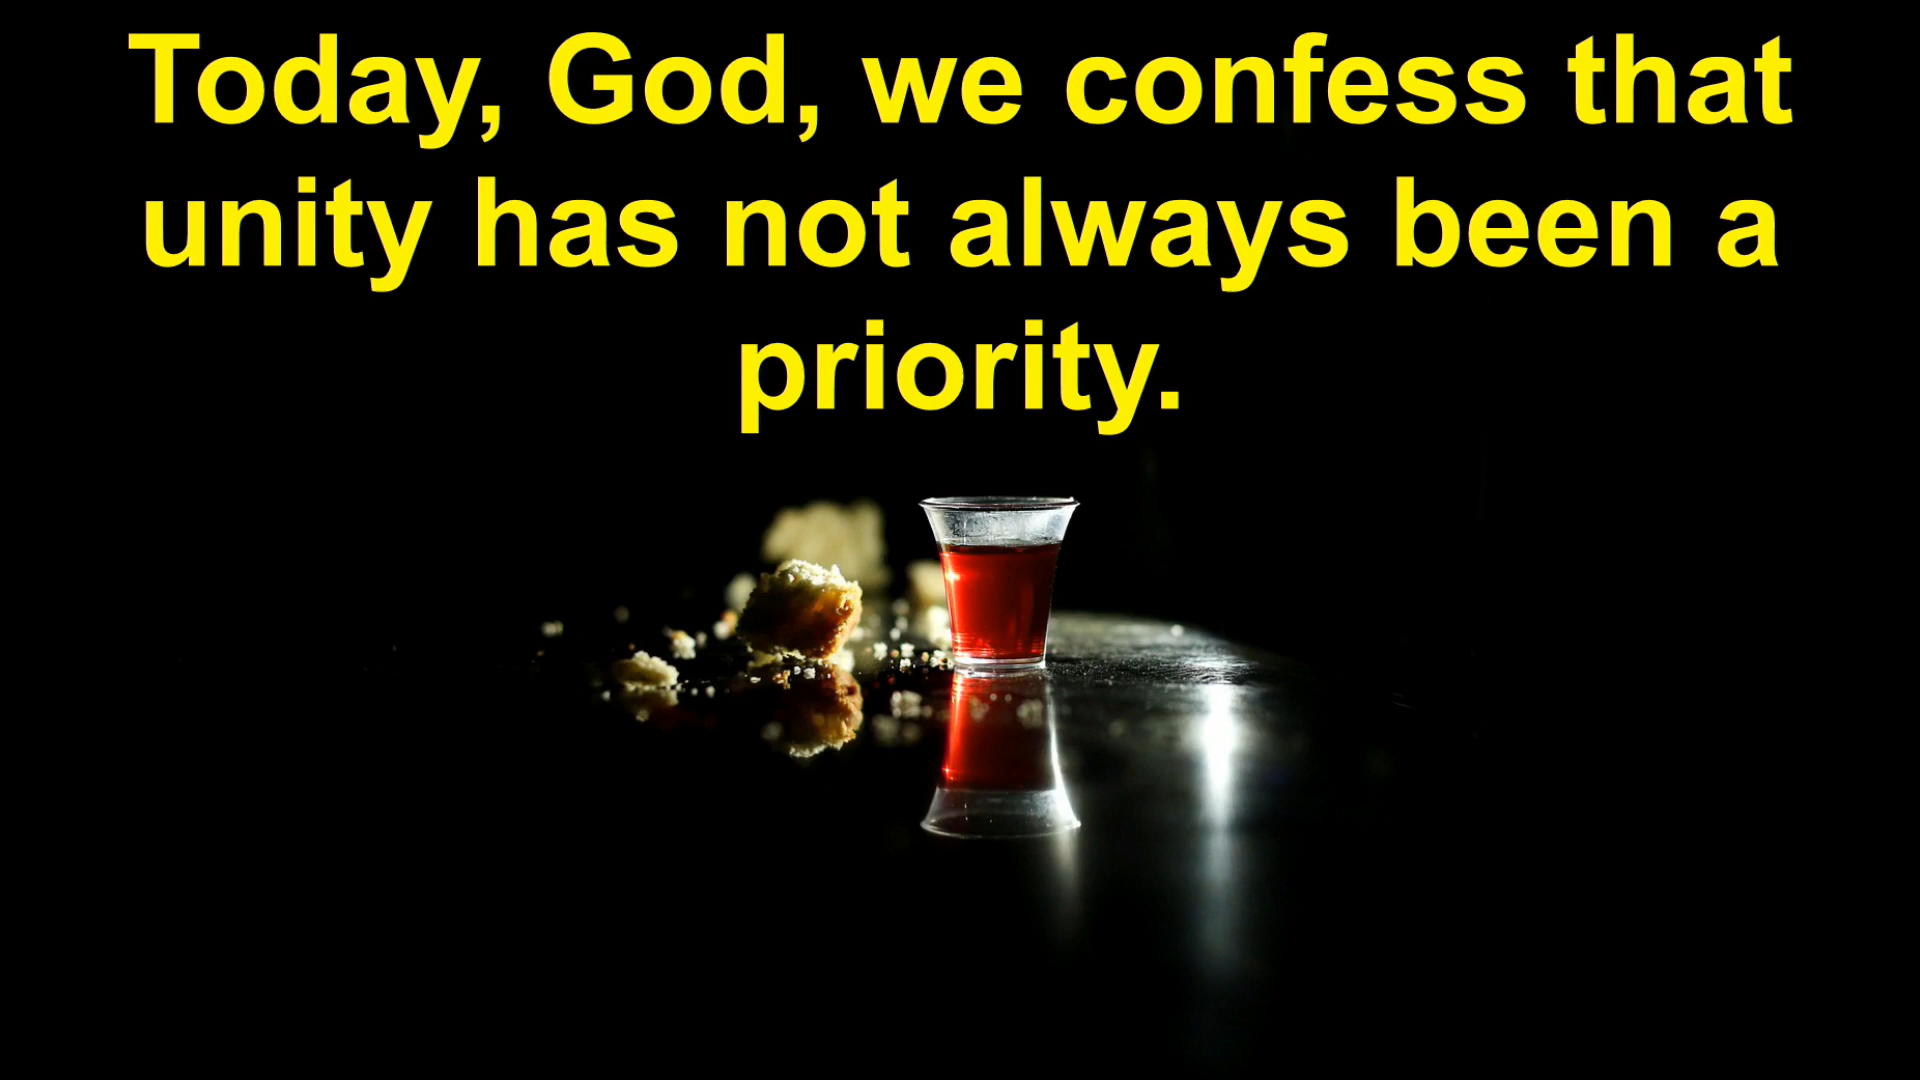 Today, God, we confess that
unity has not always been a
priority.